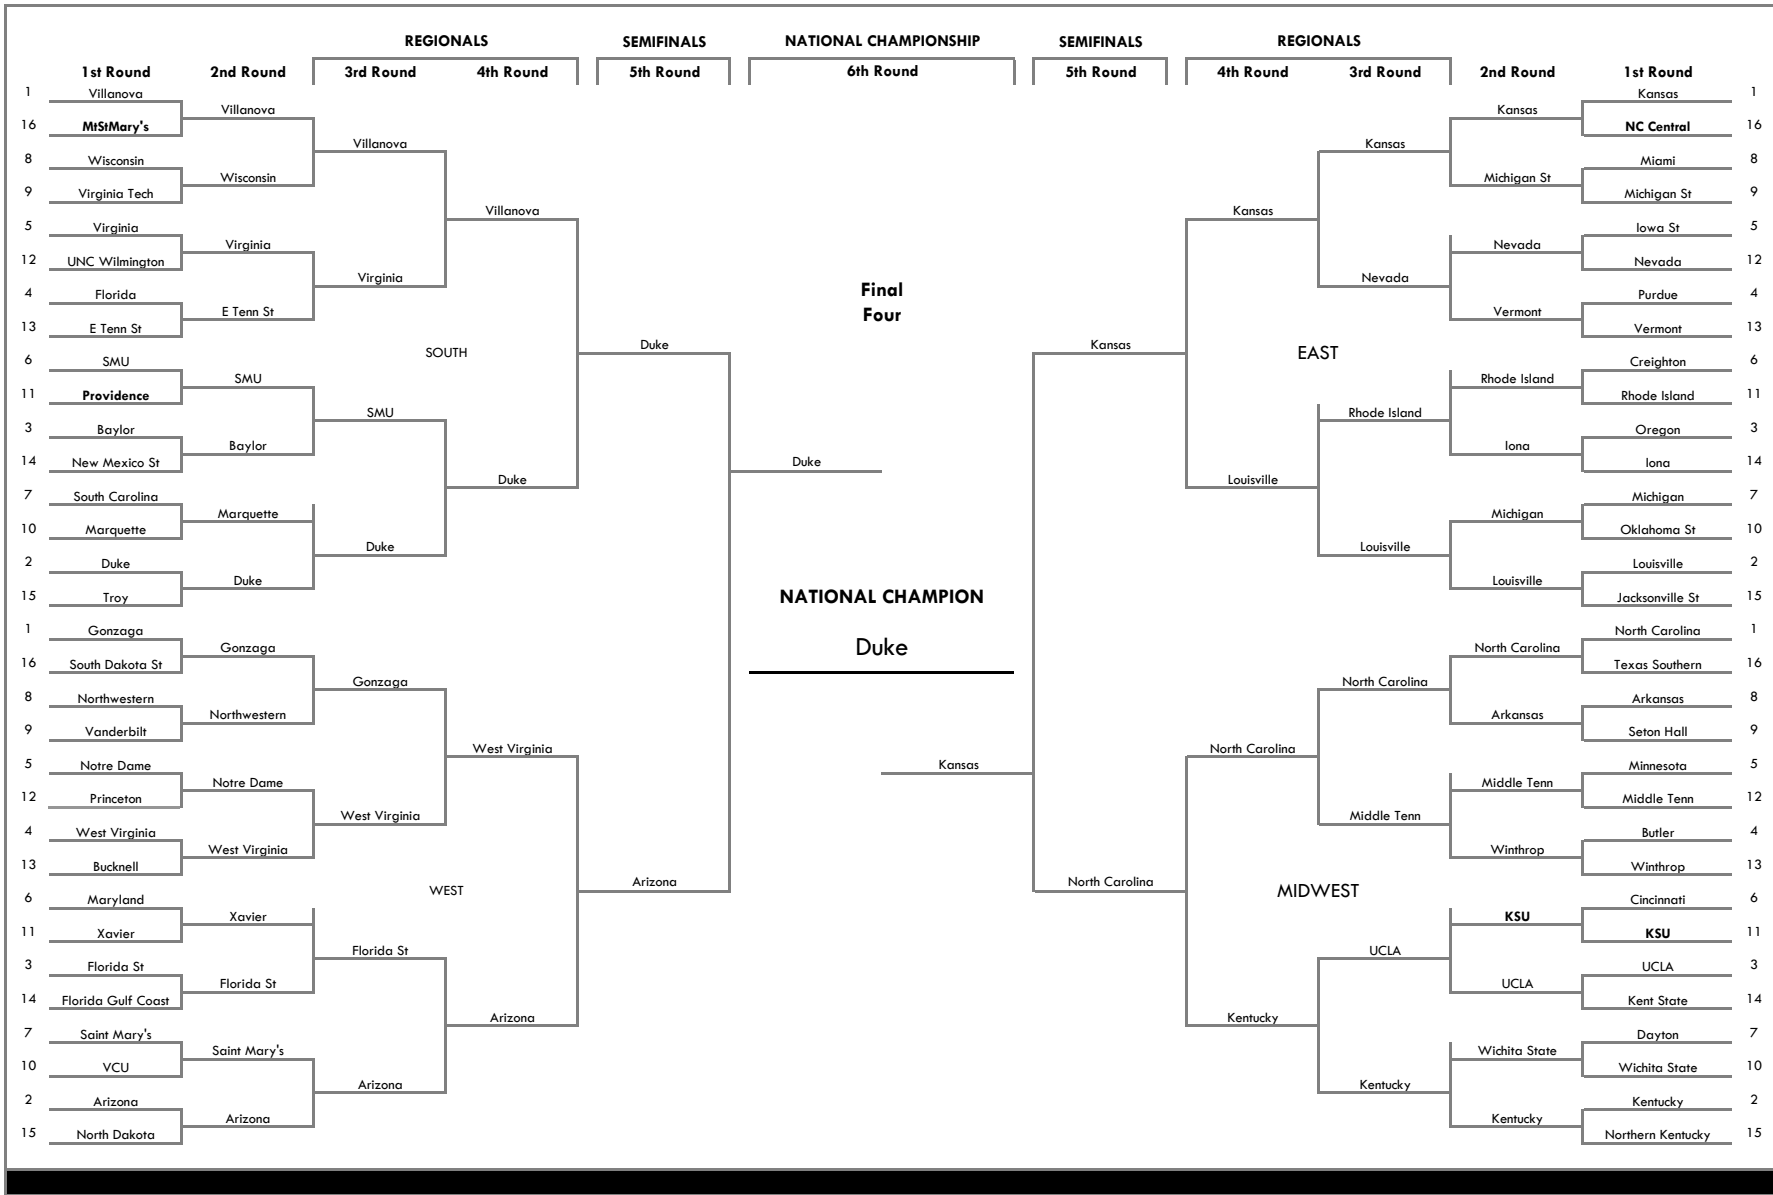 REGIONALS SEMIFINALS NATIONAL CHAMPIONSHIP SEMIFINALS REGIONALS
1st Round 2nd Round 3rd Round 4th Round 5th Round 6th Round 5th Round 4th Round 3rd Round 2nd Round 1st Round
1 Villanova Kansas 1
Villanova Kansas
16 MtStMary's NC Central 16
Villanova Kansas
8 Wisconsin Miami 8
Wisconsin Michigan St
9 Virginia Tech Michigan St 9
Villanova Kansas
5 Virginia Iowa St 5
Virginia Nevada
12 UNC Wilmington Nevada 12
Virginia Nevada
4 Florida Final Purdue 4
E Tenn St Four Vermont
13 E Tenn St Vermont 13
Duke Kansas
SOUTH EAST
6 SMU Creighton 6
SMU Rhode Island
11 Providence Rhode Island 11
SMU Rhode Island
3 Baylor Oregon 3
Baylor Iona
14 New Mexico St Duke Iona 14
Duke Louisville
7 South Carolina Michigan 7
Marquette Michigan
10 Marquette Oklahoma St 10
Duke Louisville
2 Duke Louisville 2
Duke Louisville
15 Troy NATIONAL CHAMPION Jacksonville St 15
1 Gonzaga North Carolina 1
Gonzaga Duke North Carolina
16 South Dakota St Texas Southern 16
Gonzaga North Carolina
8 Northwestern Arkansas 8
Northwestern Arkansas
9 Vanderbilt Seton Hall 9
West Virginia North Carolina
5 Notre Dame Kansas Minnesota 5
Notre Dame Middle Tenn
12 Princeton Middle Tenn 12
West Virginia Middle Tenn
4 West Virginia Butler 4
West Virginia Winthrop
13 Bucknell Winthrop 13
Arizona North Carolina
WEST MIDWEST
6 Maryland Cincinnati 6
Xavier KSU
11 Xavier KSU 11
Florida St UCLA
3 Florida St UCLA 3
Florida St UCLA
14 Florida Gulf Coast Kent State 14
Arizona Kentucky
7 Saint Mary's Dayton 7
Saint Mary's Wichita State
10 VCU Wichita State 10
Arizona Kentucky
2 Arizona Kentucky 2
Arizona Kentucky
15 North Dakota Northern Kentucky 15